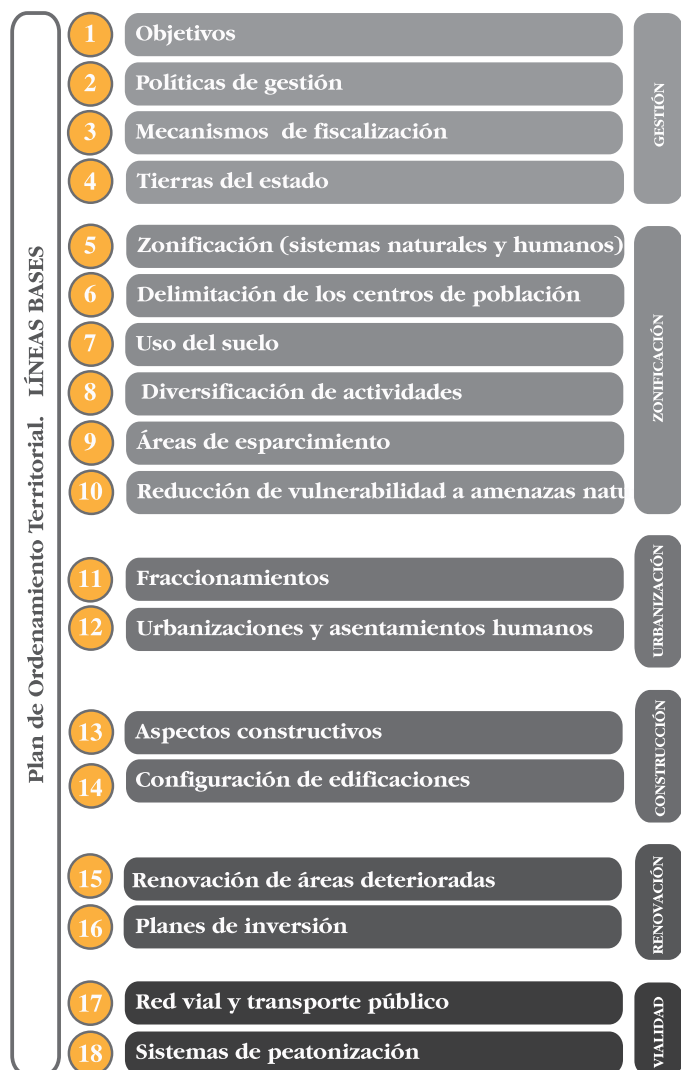 Plan de Ordenamiento Territorial. LÍNEAS BASES
1 Objetivos
2 Políticas de gestión
3 Mecanismos de fiscalización
4 Tierras del estado
GESTIÓN
5 Zonificación (sistemas naturales y humanos)
6 Delimitación de los centros de población
7 Uso del suelo
8 Diversificación de actividades
9 Áreas de esparcimiento
10 Reducción de vulnerabilidad a amenazas natu
ZONIFICACIÓN
11 Fraccionamientos
12 Urbanizaciones y asentamientos humanos
URBANIZACIÓN
13 Aspectos constructivos
14 Configuración de edificaciones
CONSTRUCCIÓN
15 Renovación de áreas deterioradas
16 Planes de inversión
RENOVACIÓN
17 Red vial y transporte público
18 Sistemas de peatonización
VIALIDAD